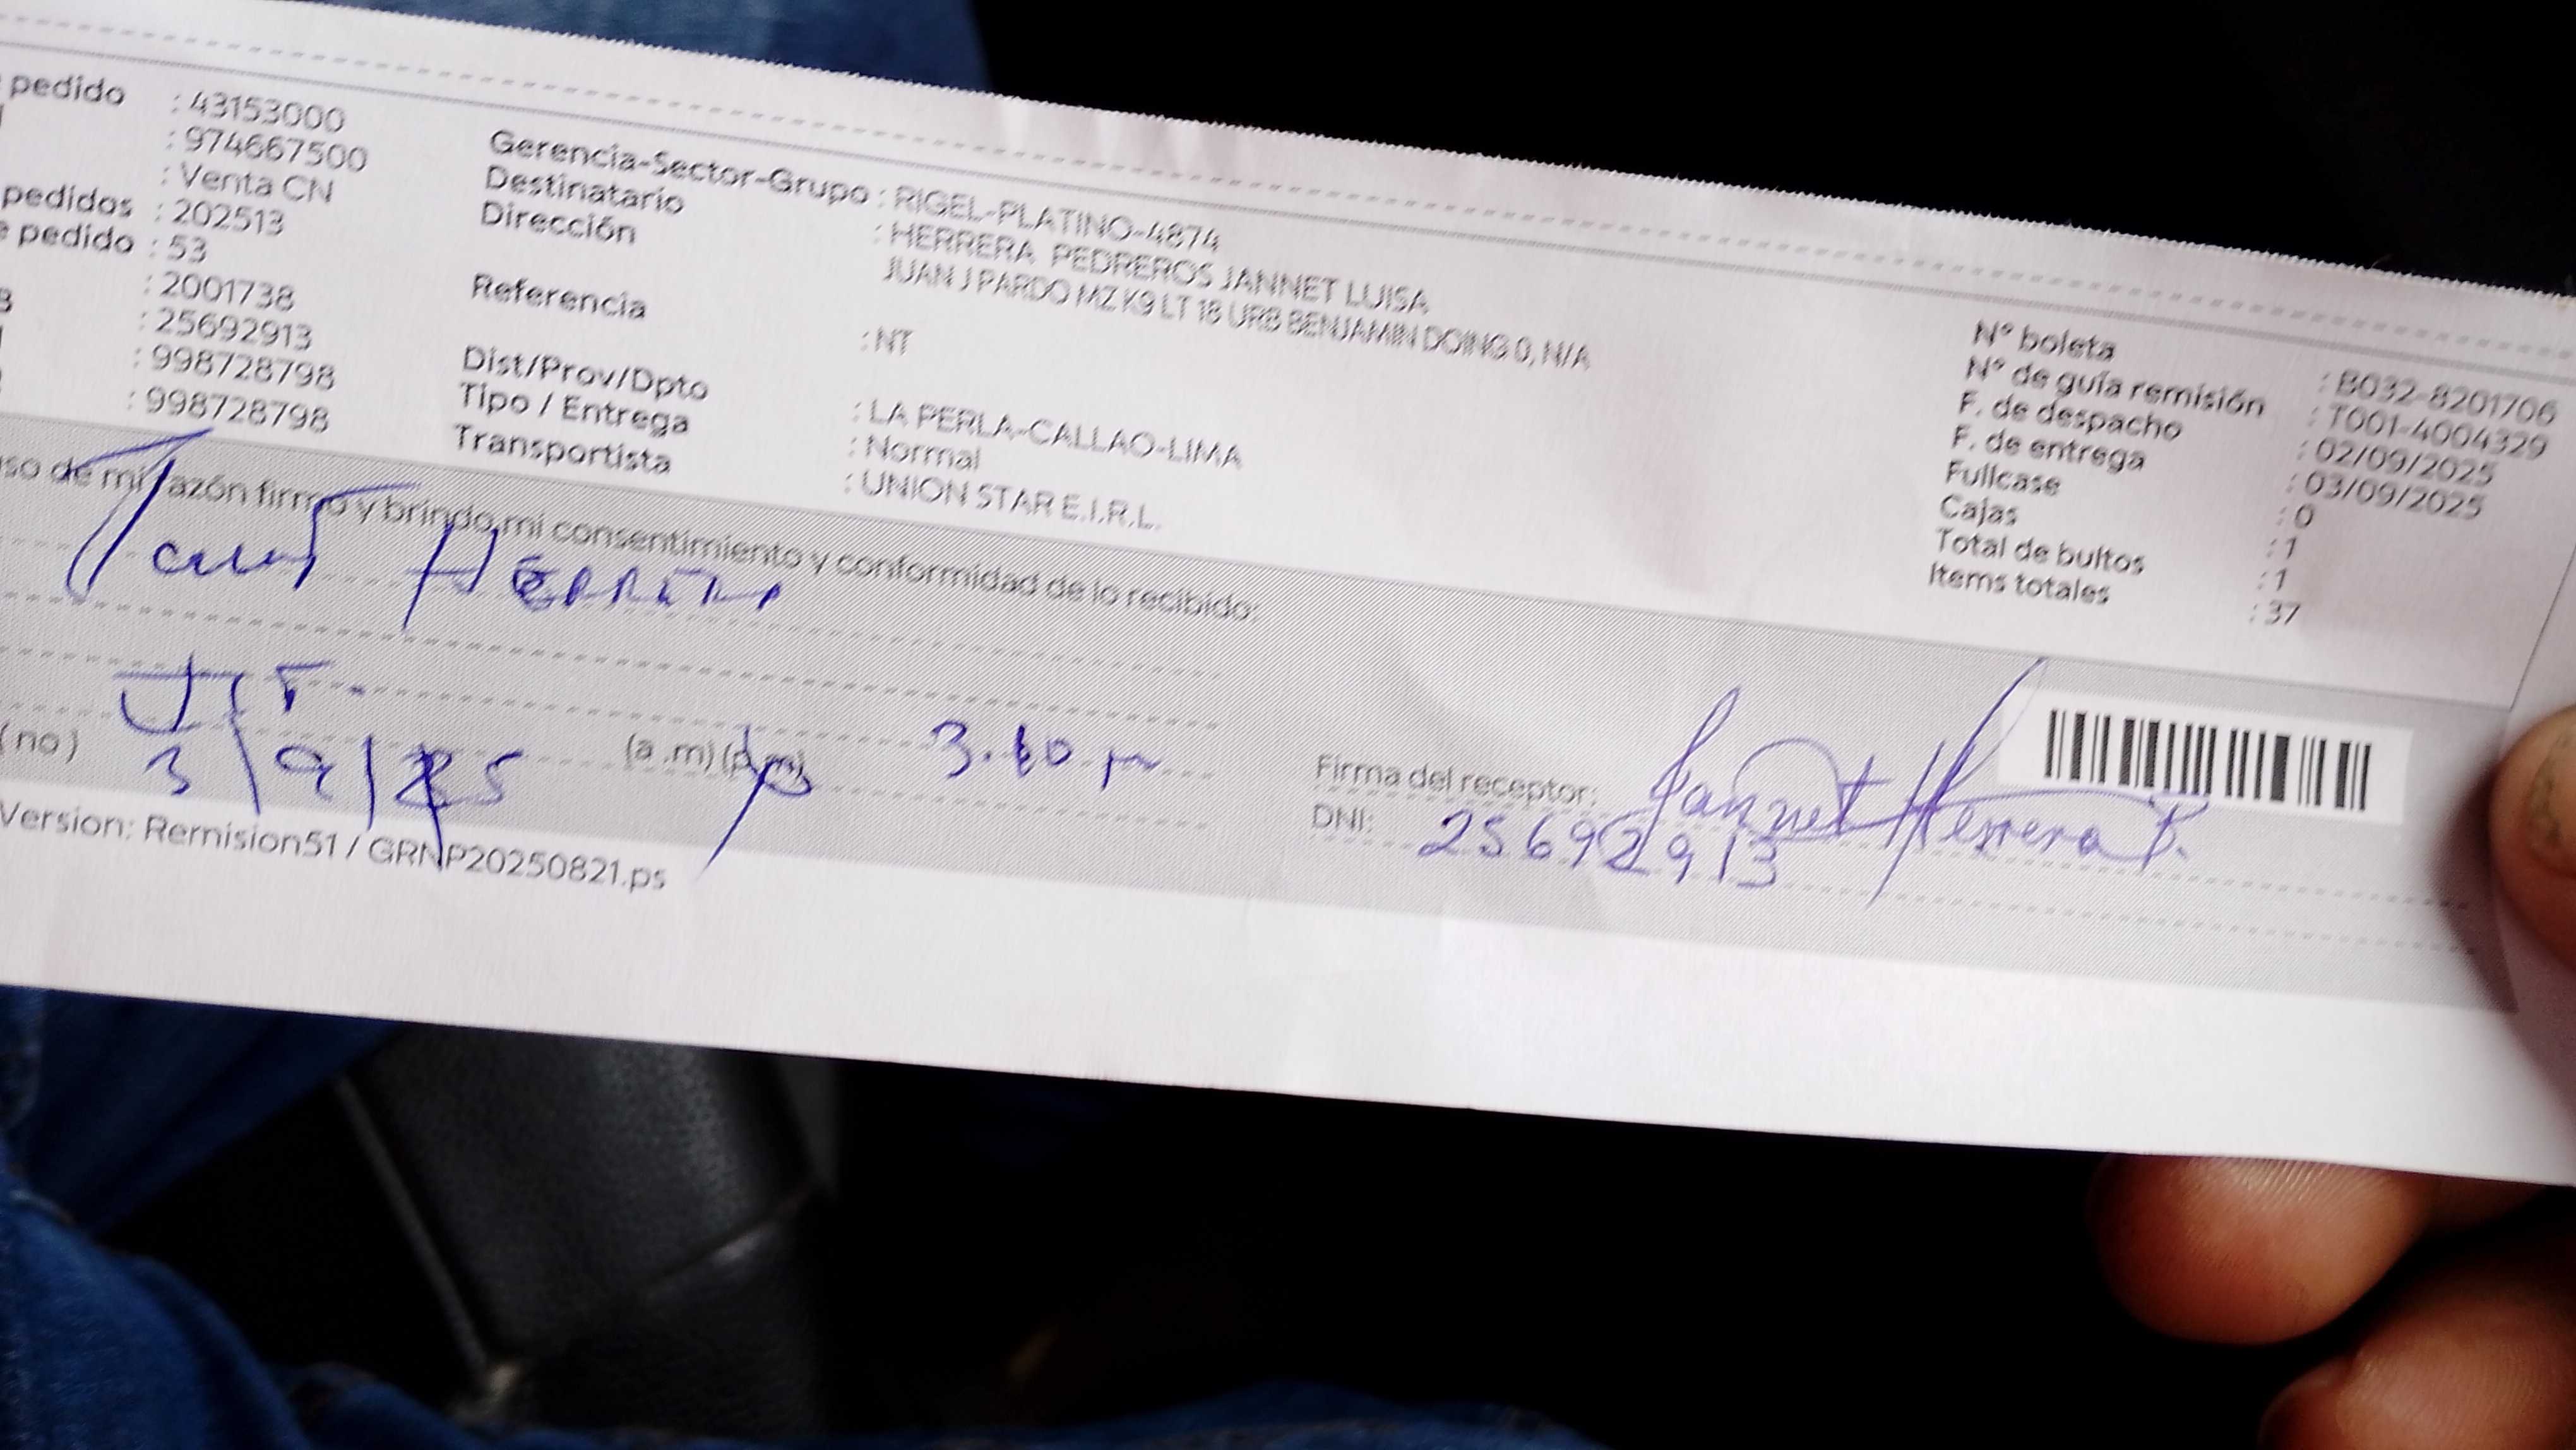 pedido : 43153000
: 974667500
: Venta CN
pedidos : 202513
pedido : 53
: 2001738
: 25692913
: 998728798
: 998728798
Gerencia-Sector-Grupo : RIGEL-PLATINO-4874
Destinatario : HERRERA PEDREROS JANNET LUISA
Dirección JUAN J PARDO MZ K9 LT 18 URB BENJAMIN DOING 0, N/A
Referencia : NT
Dist/Prov/Dpto : LA PERLA-CALLAO-LIMA
Tipo / Entrega : Normal
Transportista : UNION STAR E.I.R.L.
N° boleta : B032-8201706
N° de guía remisión : T001-4004329
F. de despacho : 02/09/2025
F. de entrega : 03/09/2025
Fullcase : 0
Cajas : 1
Total de bultos : 1
Items totales : 37
uso de mi razón firmo y brindo mi consentimiento y conformidad de lo recibido:
(no) 3/9/25 (a .m) (p.m)
Firma del receptor: Jannet Herrera P.
DNI: 25692913
Version: Remision51 / GRNP20250821.ps